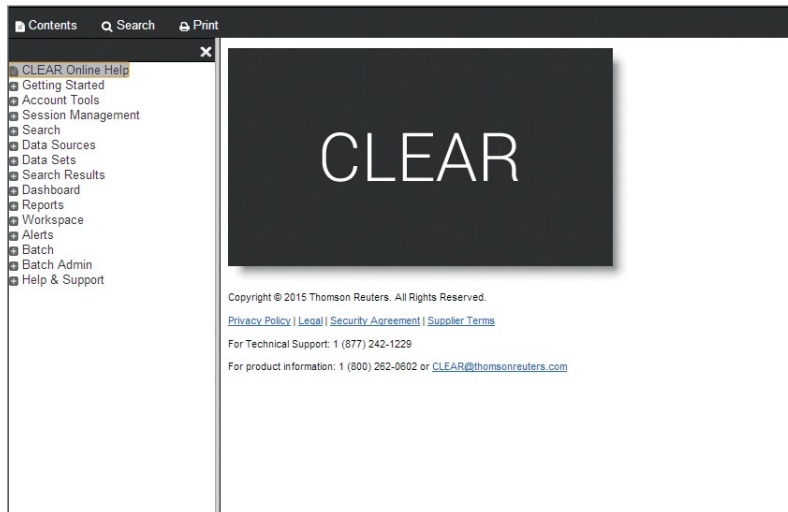 Contents Search Print
CLEAR Online Help
Getting Started
Account Tools
Session Management
Search
Data Sources
Data Sets
Search Results
Dashboard
Reports
Workspace
Alerts
Batch
Batch Admin
Help & Support
CLEAR
Copyright © 2015 Thomson Reuters. All Rights Reserved.
Privacy Policy | Legal | Security Agreement | Supplier Terms
For Technical Support: 1 (877) 242-1229
For product information: 1 (800) 262-0602 or CLEAR@thomsonreuters.com